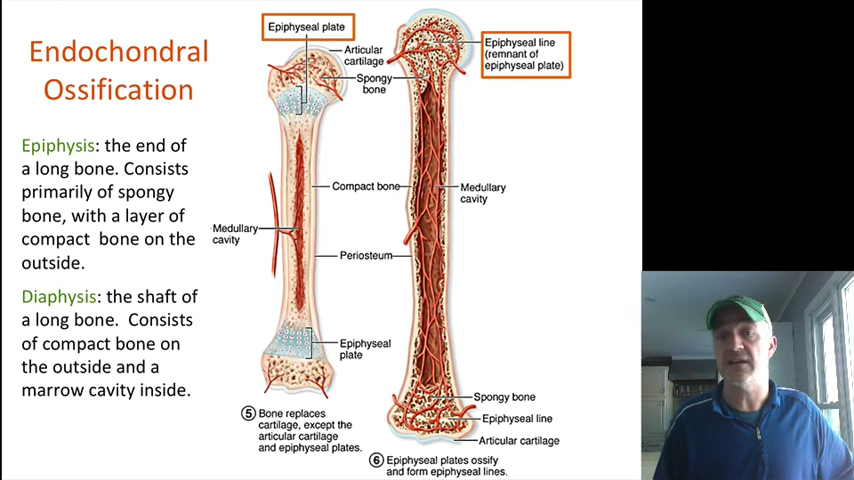 Endochondral
Ossification
Epiphysis: the end of
a long bone. Consists
primarily of spongy
bone, with a layer of
compact bone on the
outside.
Diaphysis: the shaft of
a long bone. Consists
of compact bone on
the outside and a
marrow cavity inside.
Epiphyseal plate
Articular
cartilage
Spongy
bone
Epiphyseal line
(remnant of
epiphyseal plate)
Compact bone
Medullary
cavity
Medullary
cavity
Periosteum
Epiphyseal
plate
Spongy bone
Epiphyseal line
Articular cartilage
5 Bone replaces
cartilage, except the
articular cartilage
and epiphyseal plates.
6 Epiphyseal plates ossify
and form epiphyseal lines.